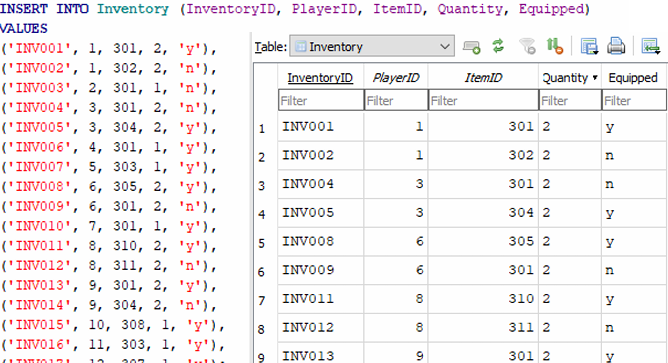 INSERT INTO Inventory (InventoryID, PlayerID, ItemID, Quantity, Equipped)
VALUES
('INV001', 1, 301, 2, 'y'),
('INV002', 1, 302, 2, 'n'),
('INV003', 2, 301, 1, 'n'),
('INV004', 3, 301, 2, 'n'),
('INV005', 3, 304, 2, 'y'),
('INV006', 4, 301, 1, 'n'),
('INV007', 5, 303, 1, 'y'),
('INV008', 6, 305, 2, 'y'),
('INV009', 6, 301, 2, 'n'),
('INV010', 7, 301, 1, 'y'),
('INV011', 8, 310, 2, 'y'),
('INV012', 8, 311, 2, 'n'),
('INV013', 9, 301, 2, 'y'),
('INV014', 9, 304, 2, 'n'),
('INV015', 10, 308, 1, 'y'),
('INV016', 11, 303, 1, 'y'),
Table: Inventory
InventoryID PlayerID ItemID Quantity Equipped
Filter Filter Filter Filter Filter
1 INV001 1 301 2 y
2 INV002 1 302 2 n
3 INV004 3 301 2 n
4 INV005 3 304 2 y
5 INV008 6 305 2 y
6 INV009 6 301 2 n
7 INV011 8 310 2 y
8 INV012 8 311 2 n
9 INV013 9 301 2 y